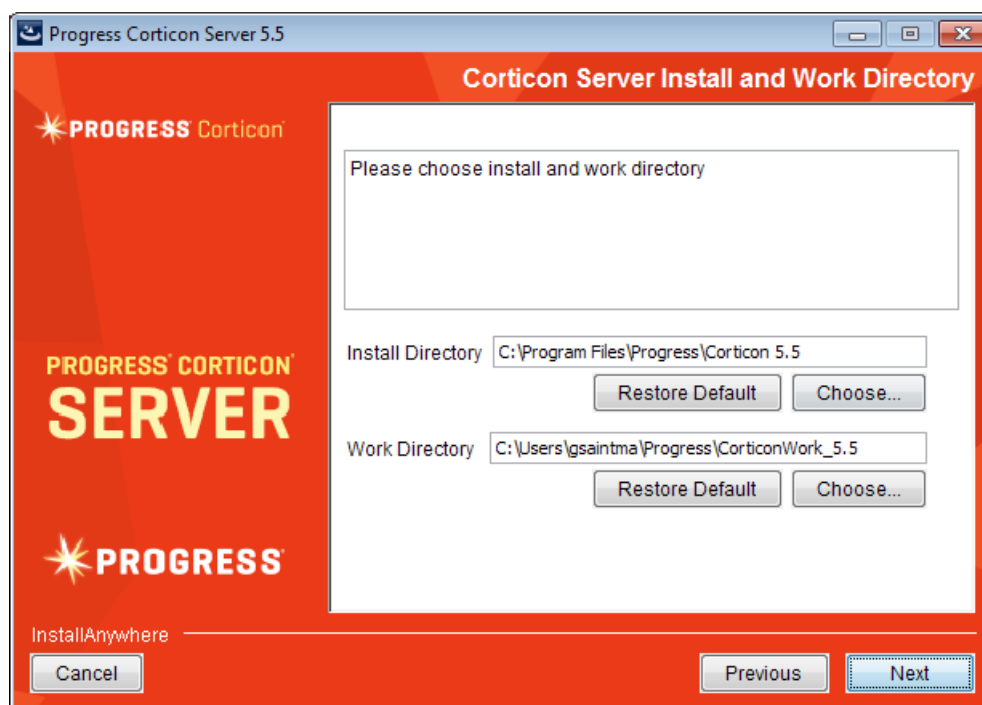 Progress Corticon Server 5.5
Corticon Server Install and Work Directory
PROGRESS Corticon
Please choose install and work directory
Install Directory C:\Program Files\Progress\Corticon 5.5
Restore Default Choose...
PROGRESS CORTICON
SERVER
Work Directory C:\Users\gsaintma\Progress\CorticonWork_5.5
Restore Default Choose...
PROGRESS
InstallAnywhere
Cancel Previous Next